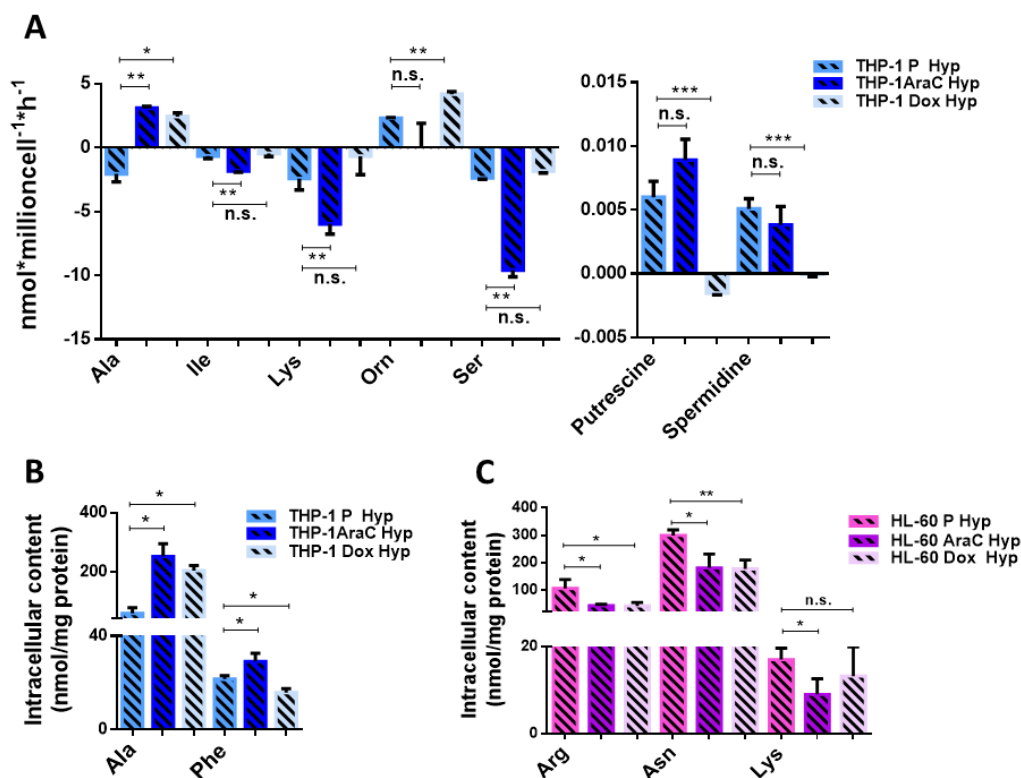 A
nmol*millioncell-1*h-1
5
0
-5
-10
-15
*
**
**
n.s.
**
n.s.
**
n.s.
**
n.s.
**
n.s.
Ala
Ile
Lys
Orn
Ser
0.015
0.010
0.005
0.000
-0.005
***
n.s.
***
n.s.
Putrescine
Spermidine
THP-1 P Hyp
THP-1AraC Hyp
THP-1 Dox Hyp
B
Intracellular content
(nmol/mg protein)
400
200
40
0
*
*
*
*
Ala
Phe
THP-1 P Hyp
THP-1AraC Hyp
THP-1 Dox Hyp
C
Intracellular content
(nmol/mg protein)
400
300
200
100
20
0
*
*
**
*
n.s.
*
Arg
Asn
Lys
HL-60 P Hyp
HL-60 AraC Hyp
HL-60 Dox Hyp